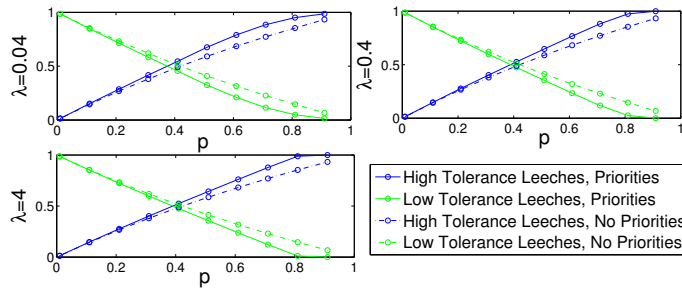 1
0.5
0
0
0.2
0.4
0.6
0.8
1
p
λ=0.04
1
0.5
0
0
0.2
0.4
0.6
0.8
1
p
λ=0.4
1
0.5
0
0
0.2
0.4
0.6
0.8
1
p
λ=4
High Tolerance Leeches, Priorities
Low Tolerance Leeches, Priorities
High Tolerance Leeches, No Priorities
Low Tolerance Leeches, No Priorities